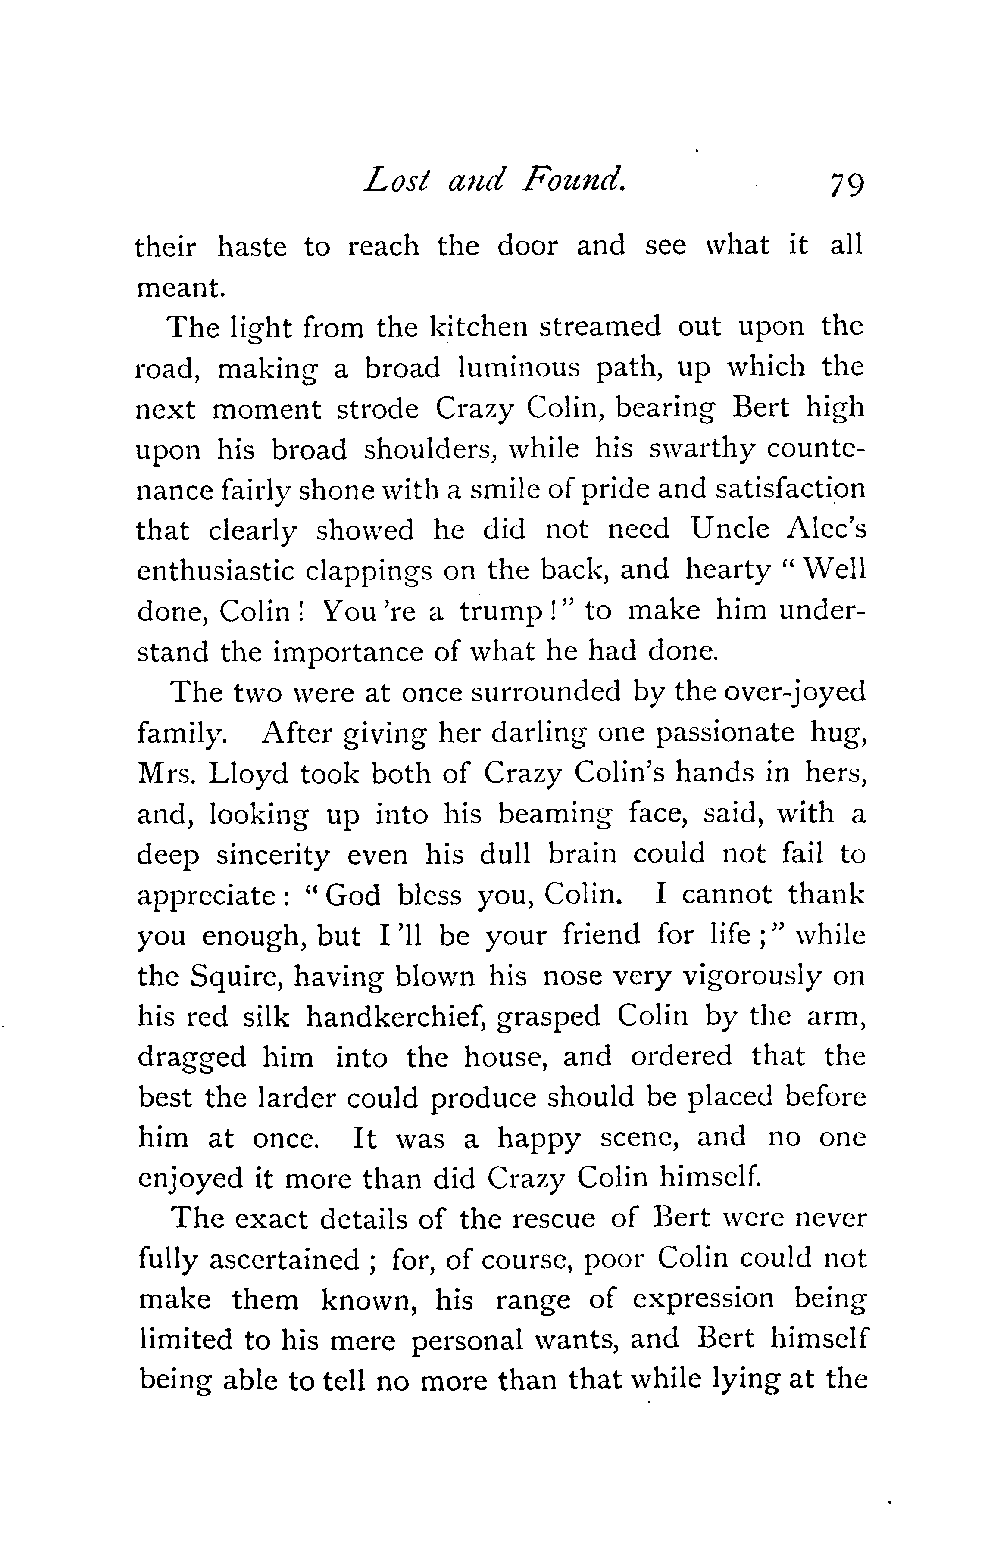 Lost and Found. 79
their haste to reach the door and see what it all
meant.
The light from the kitchen streamed out upon the
road, making a broad luminous path, up which the
next moment strode Crazy Colin, bearing Bert high
upon his broad shoulders, while his swarthy counte-
nance fairly shone with a smile of pride and satisfaction
that clearly showed he did not need Uncle Alec's
enthusiastic clappings on the back, and hearty "Well
done, Colin! You're a trump!" to make him under-
stand the importance of what he had done.
The two were at once surrounded by the over-joyed
family. After giving her darling one passionate hug,
Mrs. Lloyd took both of Crazy Colin's hands in hers,
and, looking up into his beaming face, said, with a
deep sincerity even his dull brain could not fail to
appreciate: "God bless you, Colin. I cannot thank
you enough, but I'll be your friend for life;" while
the Squire, having blown his nose very vigorously on
his red silk handkerchief, grasped Colin by the arm,
dragged him into the house, and ordered that the
best the larder could produce should be placed before
him at once. It was a happy scene, and no one
enjoyed it more than did Crazy Colin himself.
The exact details of the rescue of Bert were never
fully ascertained; for, of course, poor Colin could not
make them known, his range of expression being
limited to his mere personal wants, and Bert himself
being able to tell no more than that while lying at the